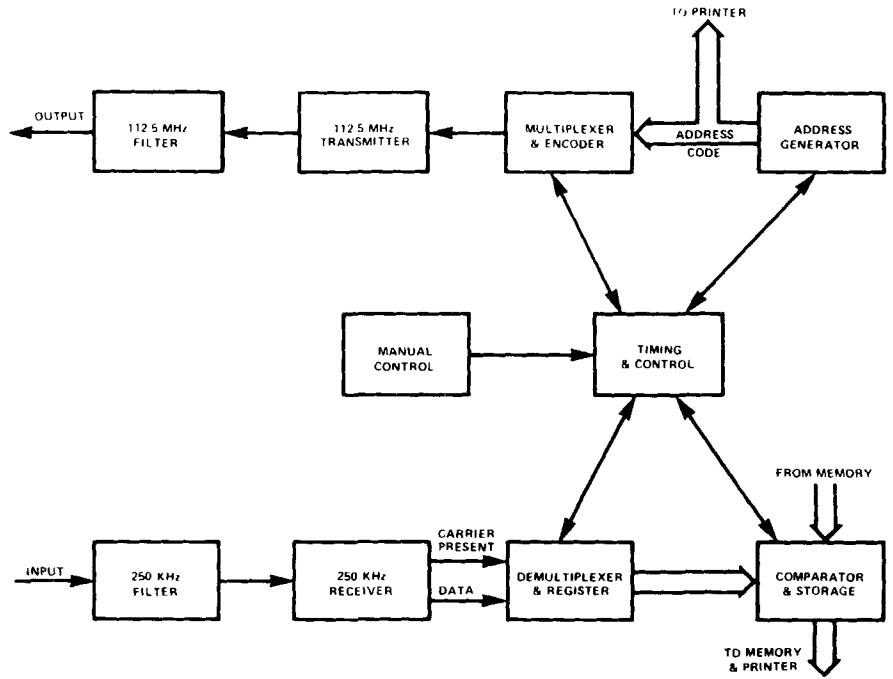 TO PRINTER
OUTPUT
112.5 MHz
FILTER
112.5 MHz
TRANSMITTER
MULTIPLEXER
& ENCODER
ADDRESS
CODE
ADDRESS
GENERATOR
MANUAL
CONTROL
TIMING
& CONTROL
FROM MEMORY
INPUT
250 KHz
FILTER
250 KHz
RECEIVER
CARRIER
PRESENT
DATA
DEMULTIPLEXER
& REGISTER
COMPARATOR
& STORAGE
TO MEMORY
& PRINTER